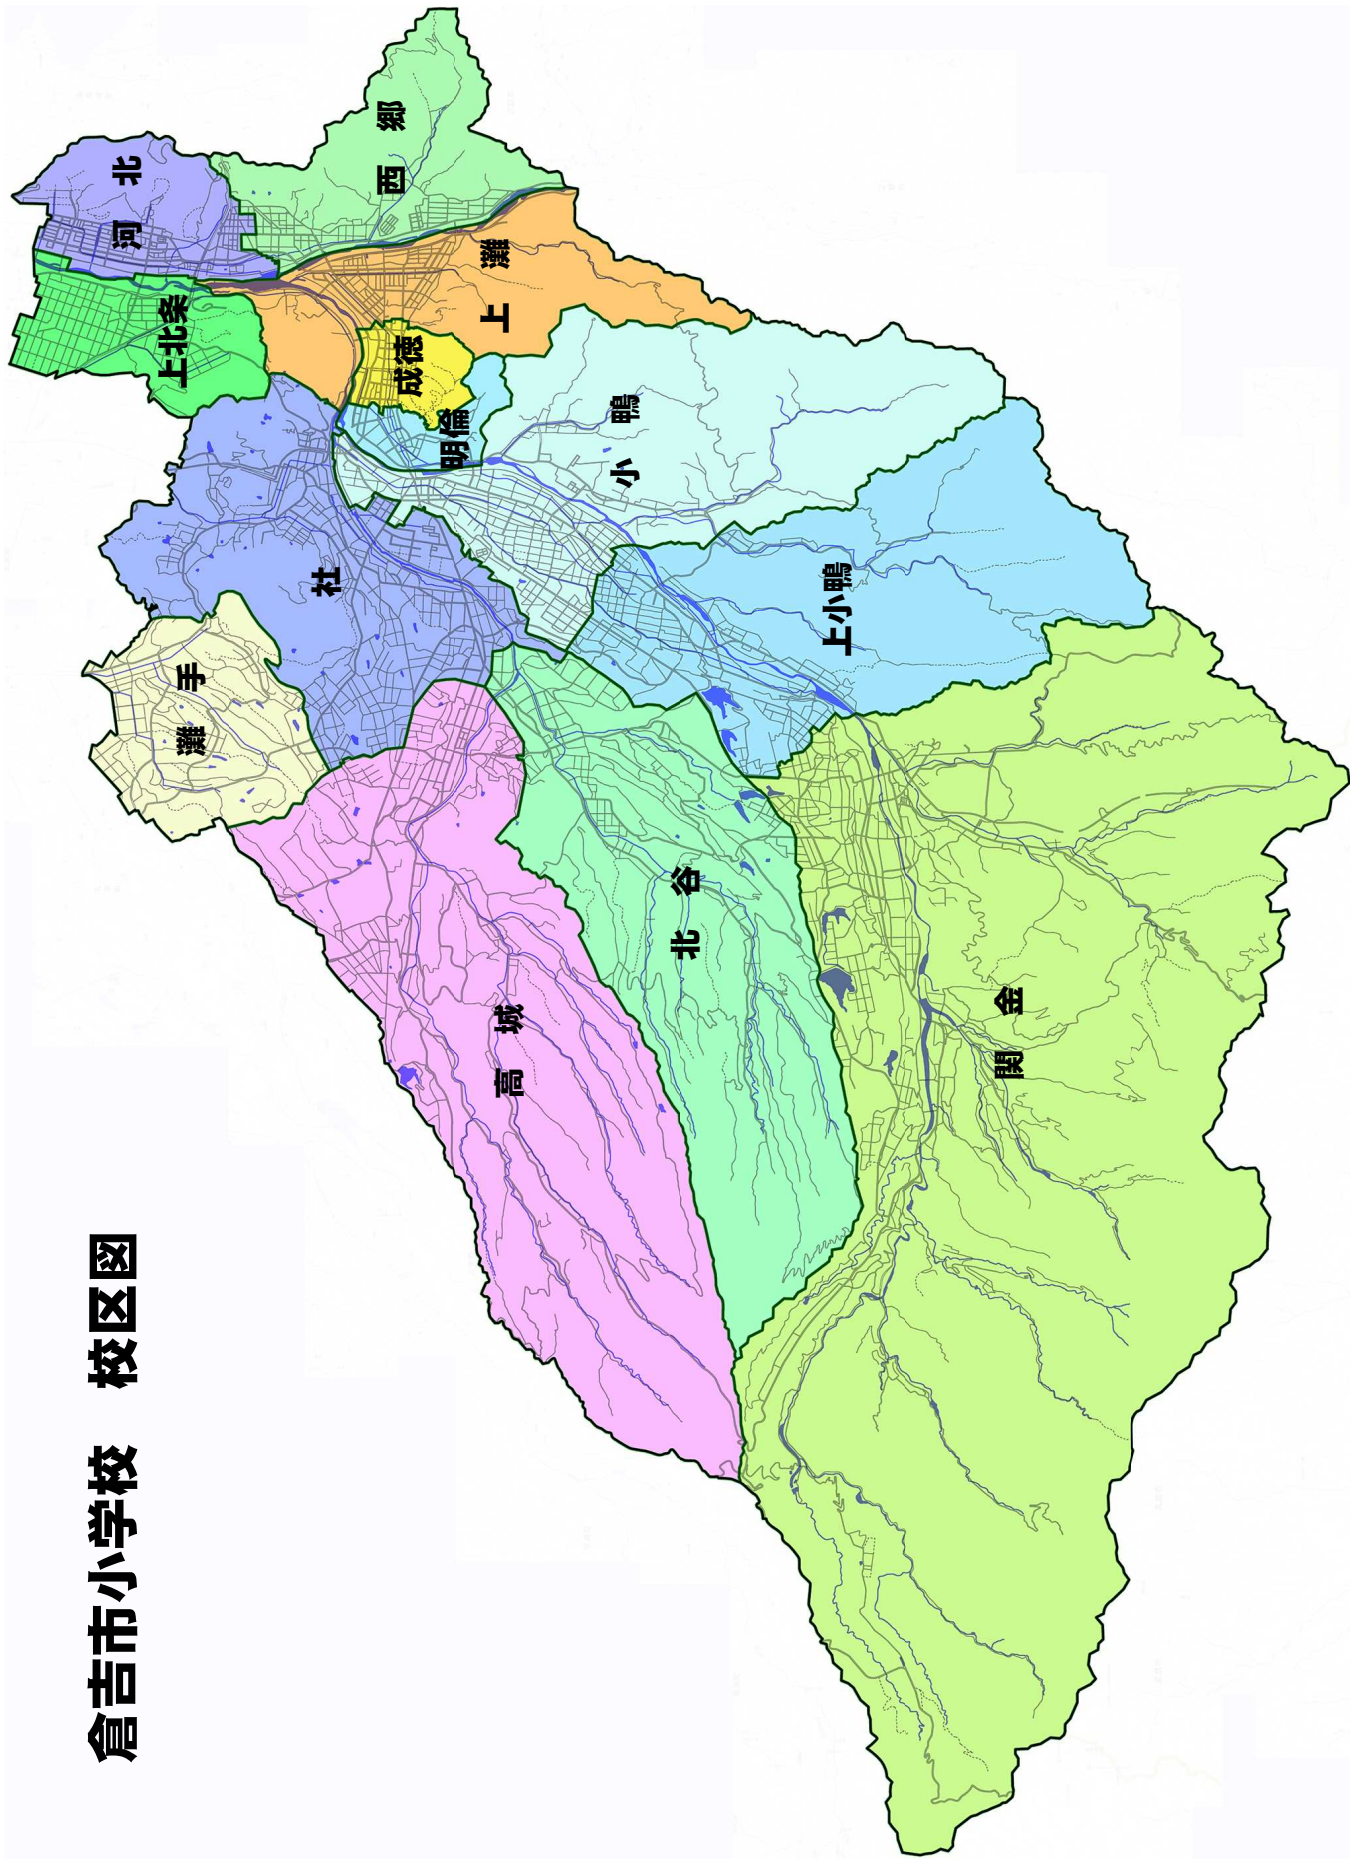 倉吉市小学校　校区図
灘手
高城
社
上北条
河北
西郷
成徳
明倫
上灘
小鴨
北谷
上小鴨
関金